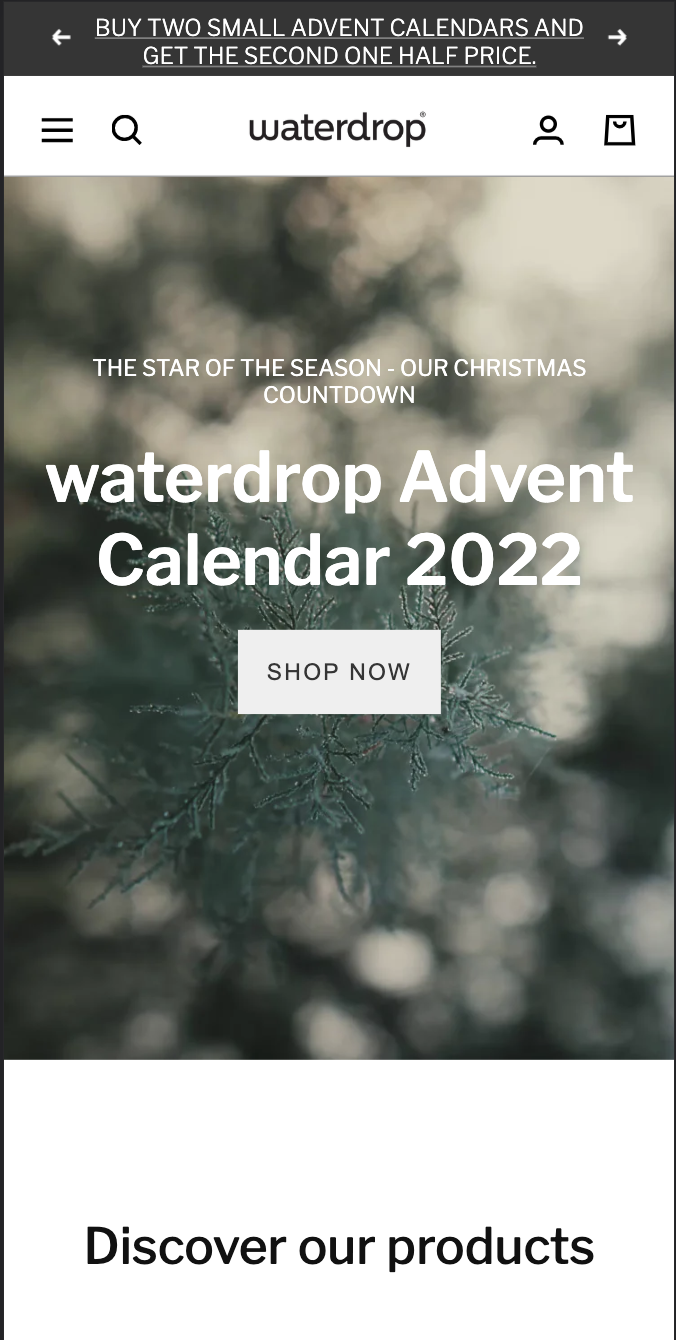 BUY TWO SMALL ADVENT CALENDARS AND
GET THE SECOND ONE HALF PRICE.
waterdrop®
THE STAR OF THE SEASON - OUR CHRISTMAS
COUNTDOWN
waterdrop Advent
Calendar 2022
SHOP NOW
Discover our products